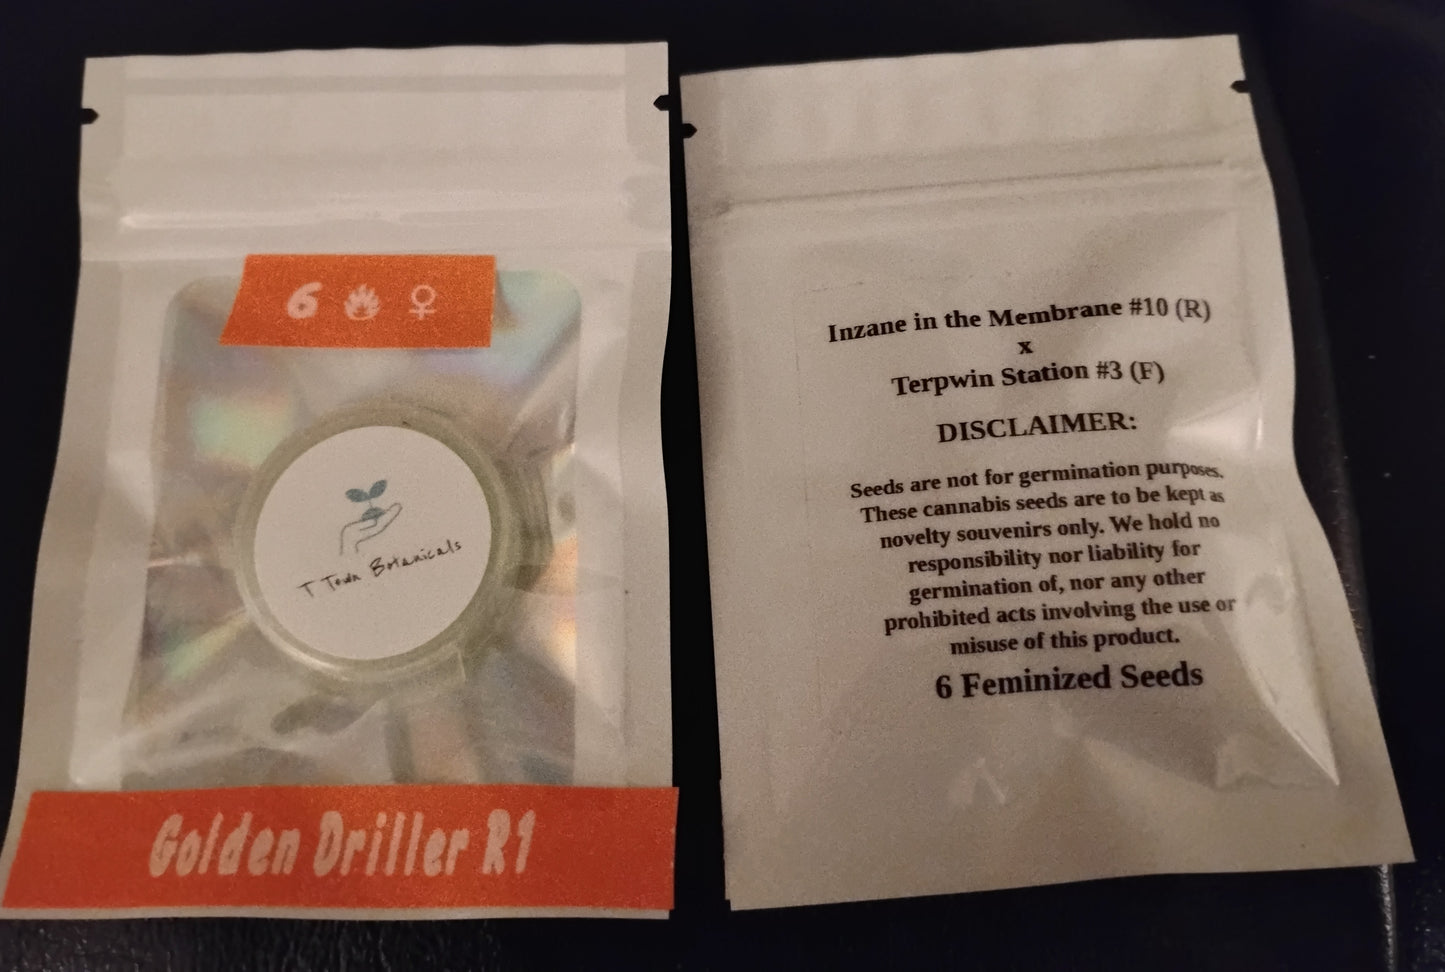 6 ♀
T Town Botanicals
Golden Driller R1
Inzane in the Membrane #10 (R)
x
Terpwin Station #3 (F)
DISCLAIMER:
Seeds are not for germination purposes.
These cannabis seeds are to be kept as
novelty souvenirs only. We hold no
responsibility nor liability for
germination of, nor any other
prohibited acts involving the use or
misuse of this product.
6 Feminized Seeds